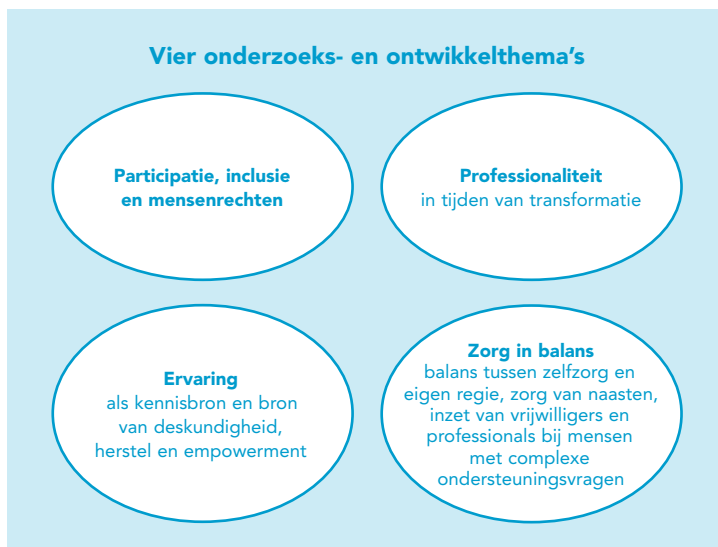 Vier onderzoeks- en ontwikkelthema's
Participatie, inclusie
en mensenrechten
Professionaliteit
in tijden van transformatie
Ervaring
als kennisbron en bron
van deskundigheid,
herstel en empowerment
Zorg in balans
balans tussen zelfzorg en
eigen regie, zorg van naasten,
inzet van vrijwilligers en
professionals bij mensen
met complexe
ondersteuningsvragen